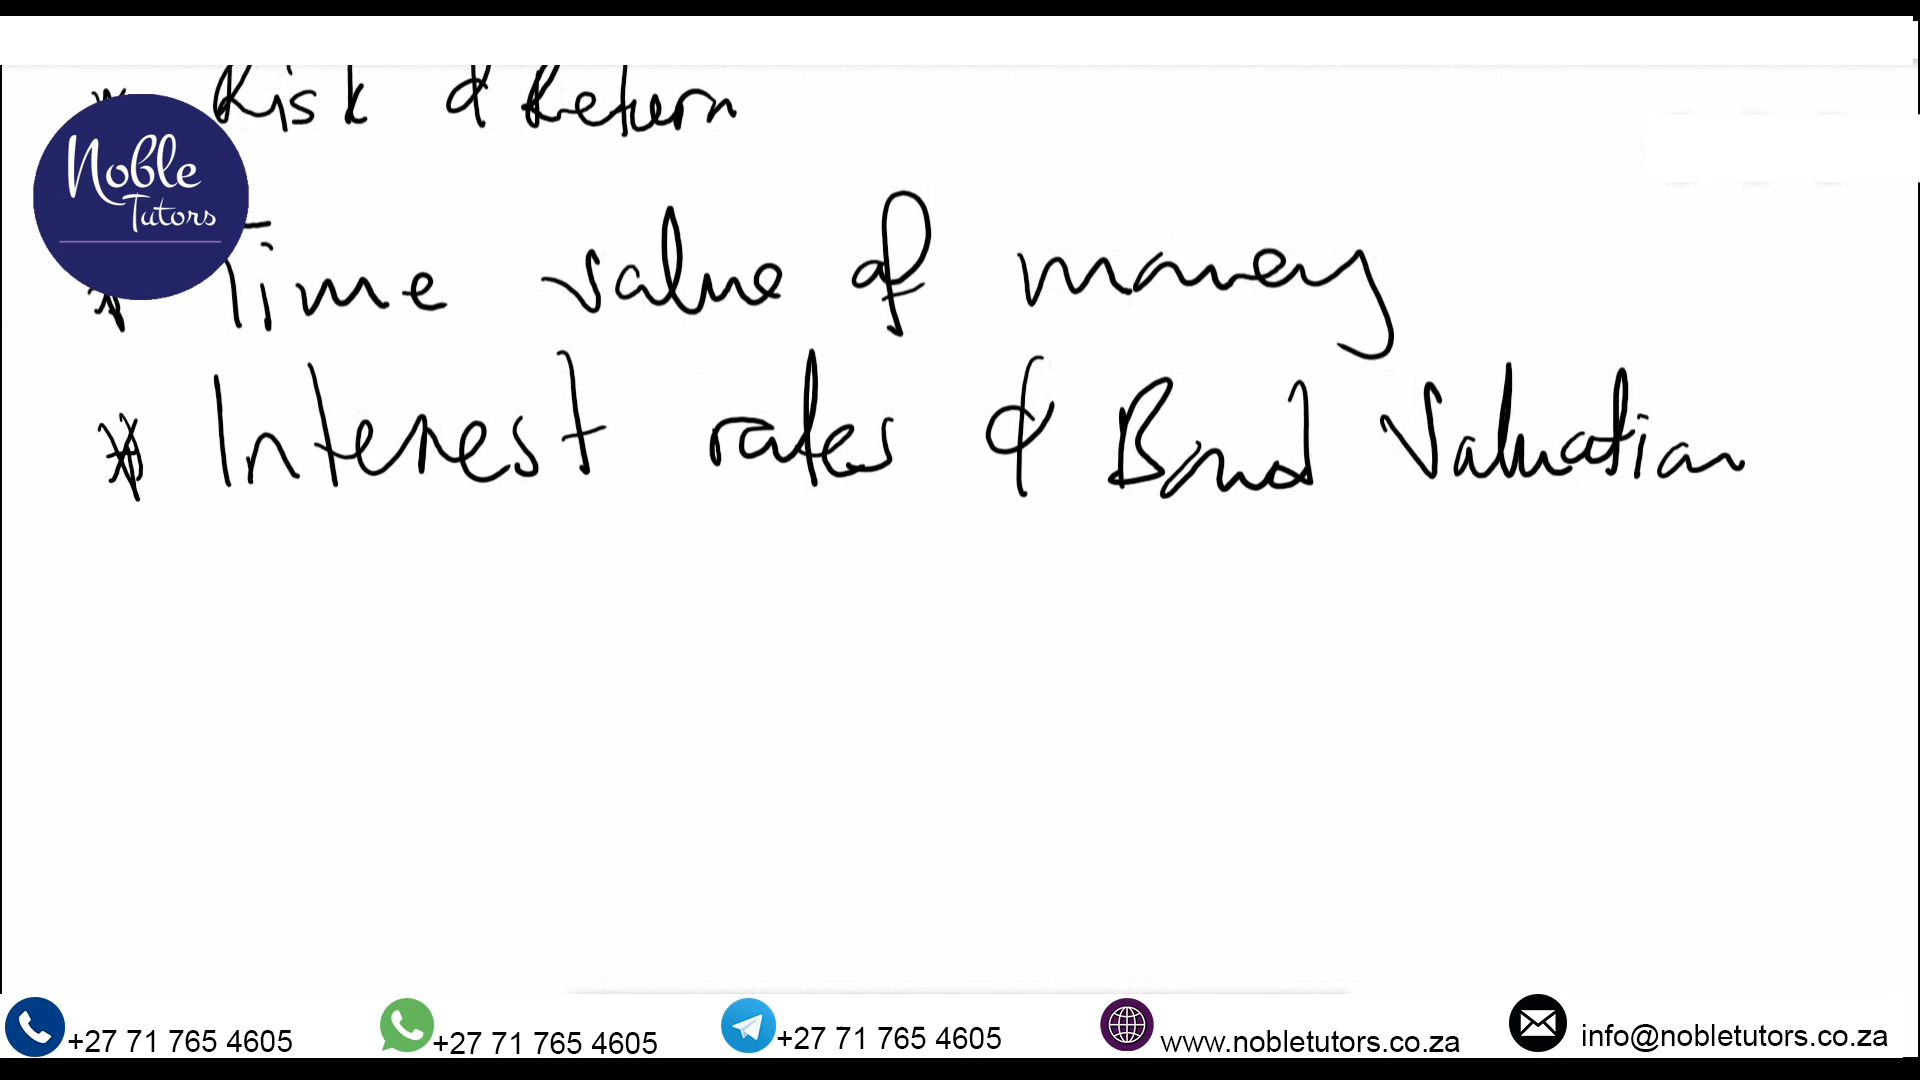 * Risk & Return
Noble
Tutors
* Time value of money
* Interest rates & Bond Valuation
+27 71 765 4605
+27 71 765 4605
+27 71 765 4605
www.nobletutors.co.za
info@nobletutors.co.za